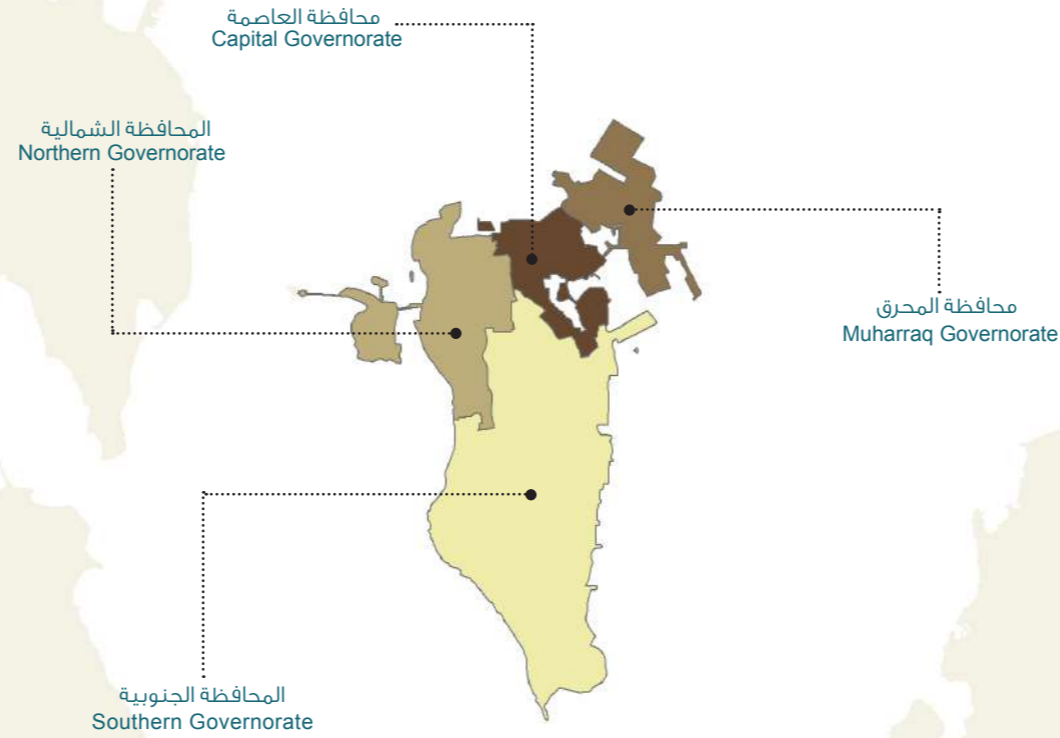 محافظة العاصمة
Capital Governorate
المحافظة الشمالية
Northern Governorate
محافظة المحرق
Muharraq Governorate
المحافظة الجنوبية
Southern Governorate